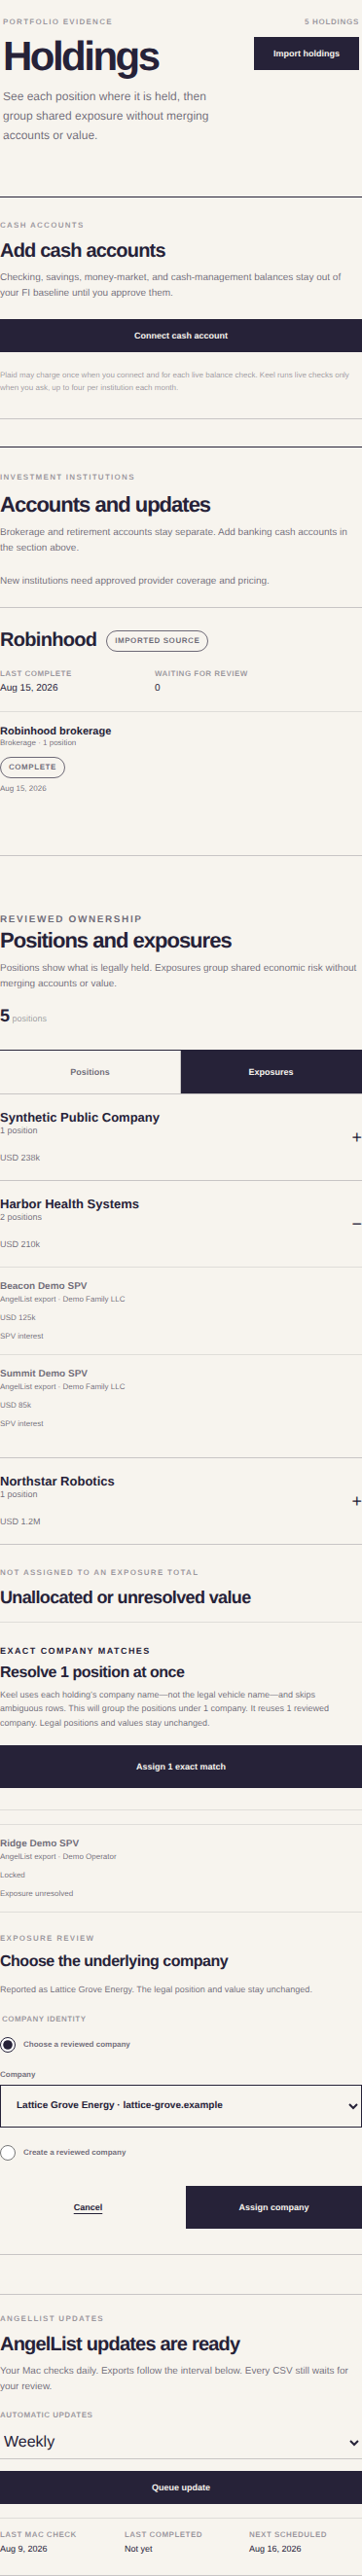 PORTFOLIO EVIDENCE
5 HOLDINGS
Holdings
Import holdings
See each position where it is held, then
group shared exposure without merging
accounts or value.
CASH ACCOUNTS
Add cash accounts
Checking, savings, money-market, and cash-management balances stay out of
your FI baseline until you approve them.
Connect cash account
Plaid may charge once when you connect and for each live balance check. Keel runs live checks only
when you ask, up to four per institution each month.
INVESTMENT INSTITUTIONS
Accounts and updates
Brokerage and retirement accounts stay separate. Add banking cash accounts in
the section above.
New institutions need approved provider coverage and pricing.
Robinhood
IMPORTED SOURCE
LAST COMPLETE
WAITING FOR REVIEW
Aug 15, 2026
0
Robinhood brokerage
Brokerage · 1 position
COMPLETE
Aug 15, 2026
REVIEWED OWNERSHIP
Positions and exposures
Positions show what is legally held. Exposures group shared economic risk without
merging accounts or value.
5 positions
Positions
Exposures
Synthetic Public Company
1 position
+
USD 238k
Harbor Health Systems
2 positions
−
USD 210k
Beacon Demo SPV
AngelList export · Demo Family LLC
USD 125k
SPV interest
Summit Demo SPV
AngelList export · Demo Family LLC
USD 85k
SPV interest
Northstar Robotics
1 position
+
USD 1.2M
NOT ASSIGNED TO AN EXPOSURE TOTAL
Unallocated or unresolved value
EXACT COMPANY MATCHES
Resolve 1 position at once
Keel uses each holding's company name—not the legal vehicle name—and skips
ambiguous rows. This will group the positions under 1 company. It reuses 1 reviewed
company. Legal positions and values stay unchanged.
Assign 1 exact match
Ridge Demo SPV
AngelList export · Demo Operator
Locked
Exposure unresolved
EXPOSURE REVIEW
Choose the underlying company
Reported as Lattice Grove Energy. The legal position and value stay unchanged.
COMPANY IDENTITY
Choose a reviewed company
Company
Lattice Grove Energy · lattice-grove.example
Create a reviewed company
Cancel
Assign company
ANGELLIST UPDATES
AngelList updates are ready
Your Mac checks daily. Exports follow the interval below. Every CSV still waits for
your review.
AUTOMATIC UPDATES
Weekly
Queue update
LAST MAC CHECK
LAST COMPLETED
NEXT SCHEDULED
Aug 9, 2026
Not yet
Aug 16, 2026